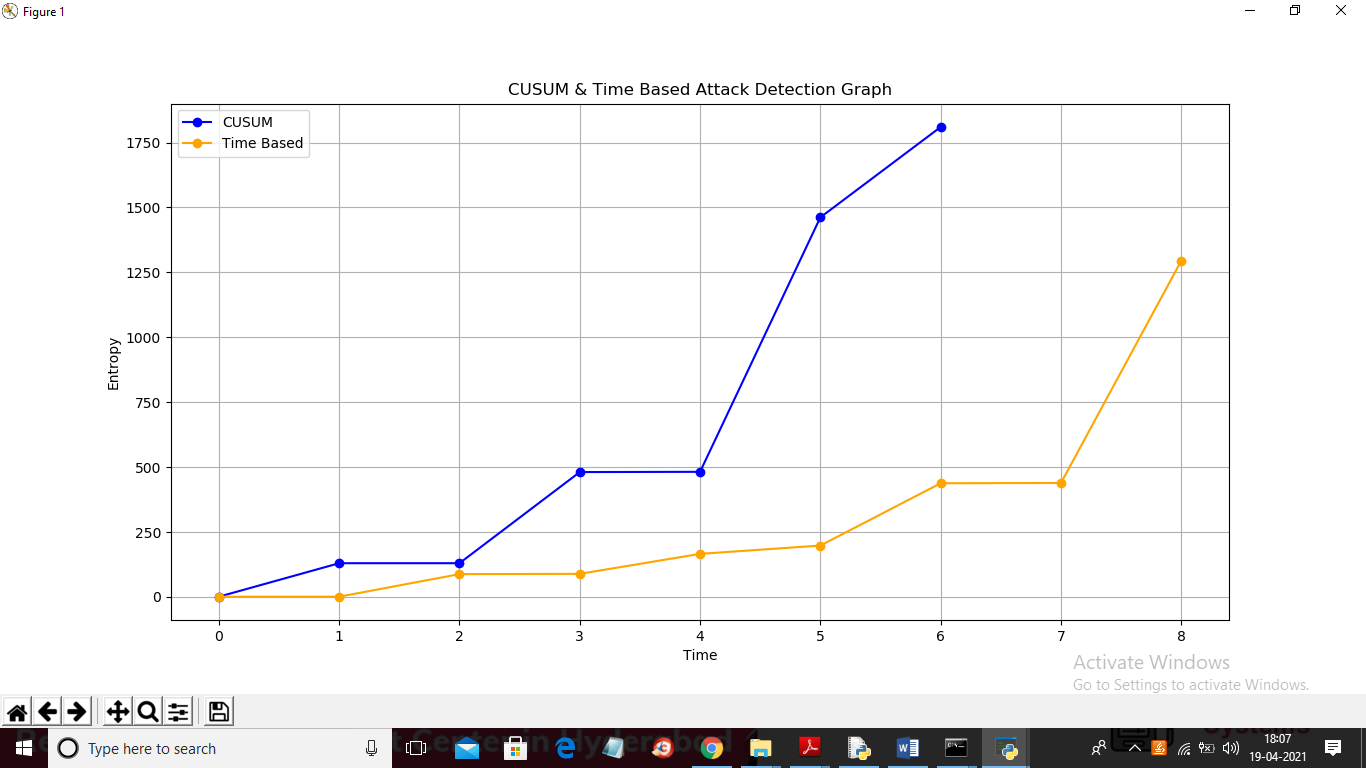 Figure 1
CUSUM & Time Based Attack Detection Graph
CUSUM
Time Based
1750
1500
1250
1000
750
500
250
0
Entropy
0 1 2 3 4 5 6 7 8
Time
Activate Windows
Go to Settings to activate Windows.
Type here to search
18:07
19-04-2021